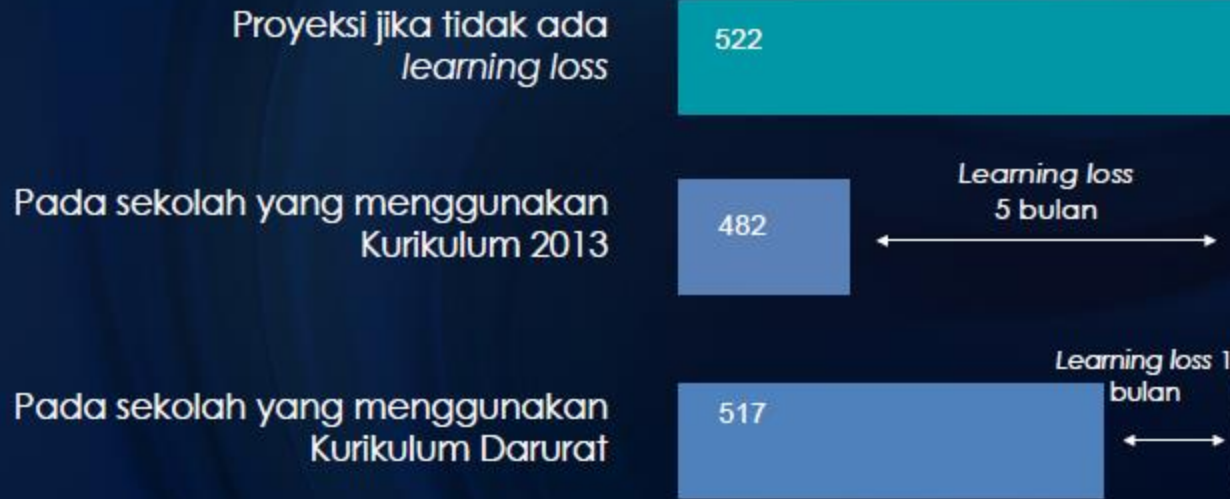 Proyeksi jika tidak ada
learning loss
522
Pada sekolah yang menggunakan
Kurikulum 2013
482
Learning loss
5 bulan
Pada sekolah yang menggunakan
Kurikulum Darurat
517
Learning loss 1
bulan